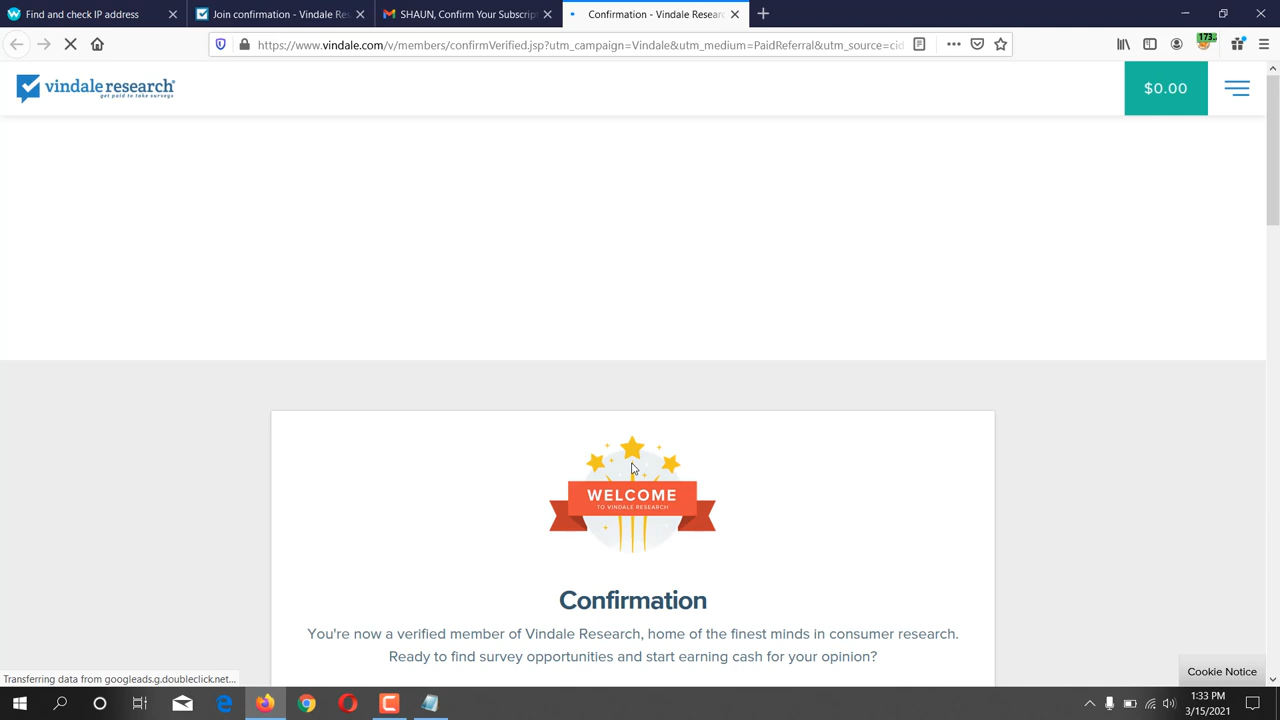 Find and check IP address
Join confirmation - Vindale Res
SHAUN, Confirm Your Subscript
Confirmation - Vindale Researc
https://www.vindale.com/v/members/confirmVerified.jsp?utm_campaign=Vindale&utm_medium=PaidReferral&utm_source=cid
173..
vindale research
get paid to take surveys
$0.00
WELCOME
TO VINDALE RESEARCH
Confirmation
You're now a verified member of Vindale Research, home of the finest minds in consumer research.
Ready to find survey opportunities and start earning cash for your opinion?
Transferring data from googleads.g.doubleclick.net...
Cookie Notice
1:33 PM
3/15/2021